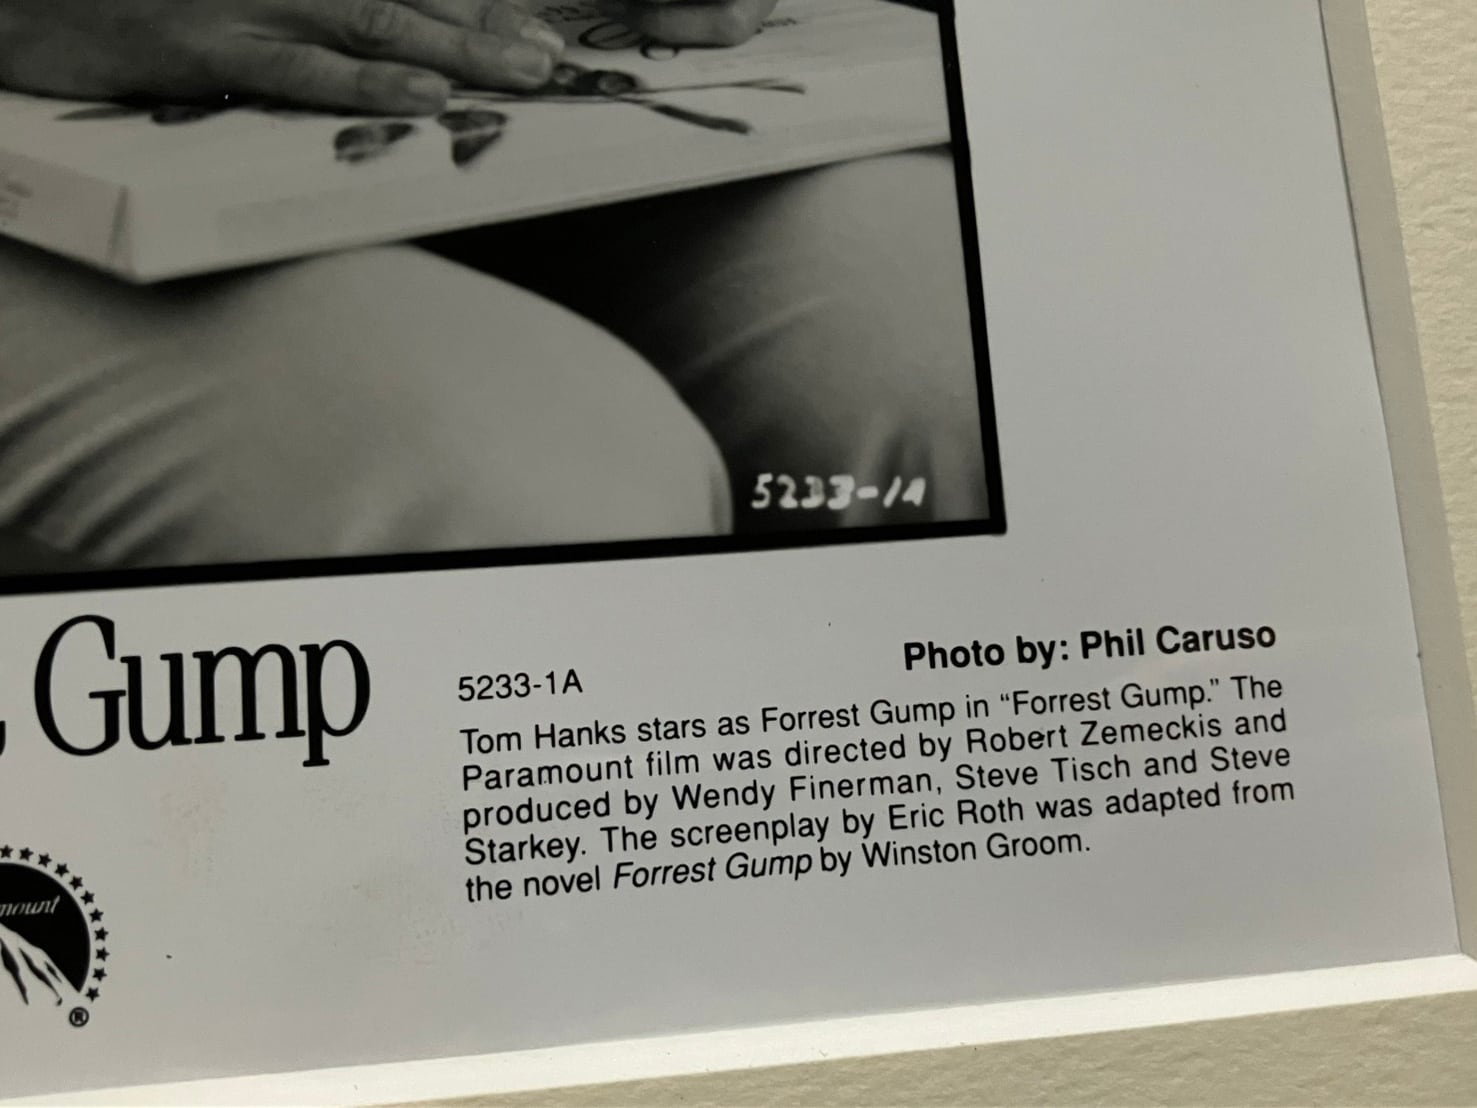 5233-1A
Gump
5233-1A
Photo by: Phil Caruso
Tom Hanks stars as Forrest Gump in “Forrest Gump.” The
Paramount film was directed by Robert Zemeckis and
produced by Wendy Finerman, Steve Tisch and Steve
Starkey. The screenplay by Eric Roth was adapted from
the novel Forrest Gump by Winston Groom.
mount
®